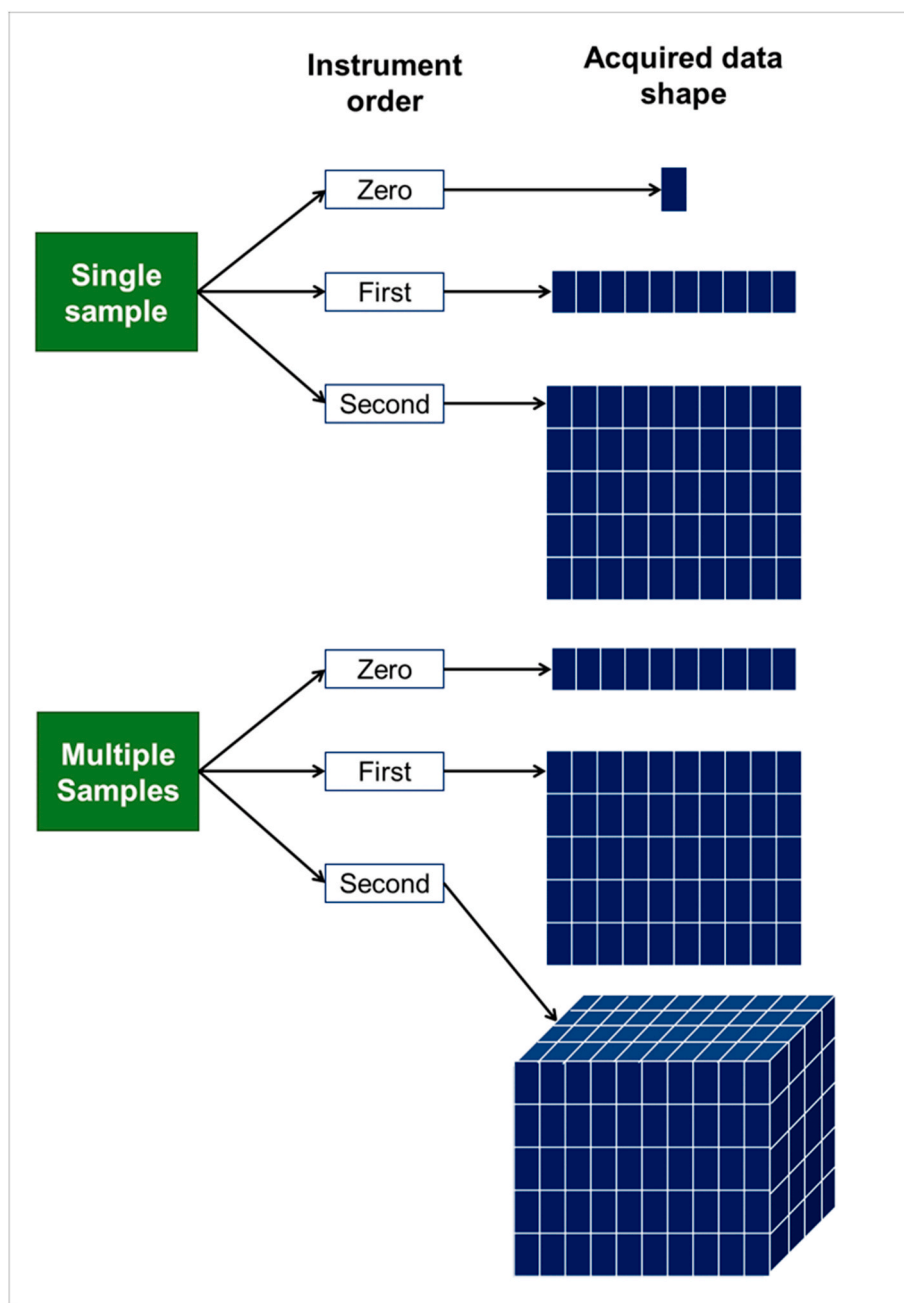 Instrument
order
Acquired data
shape
Zero
Single
sample
First
Second
Zero
Multiple
Samples
First
Second